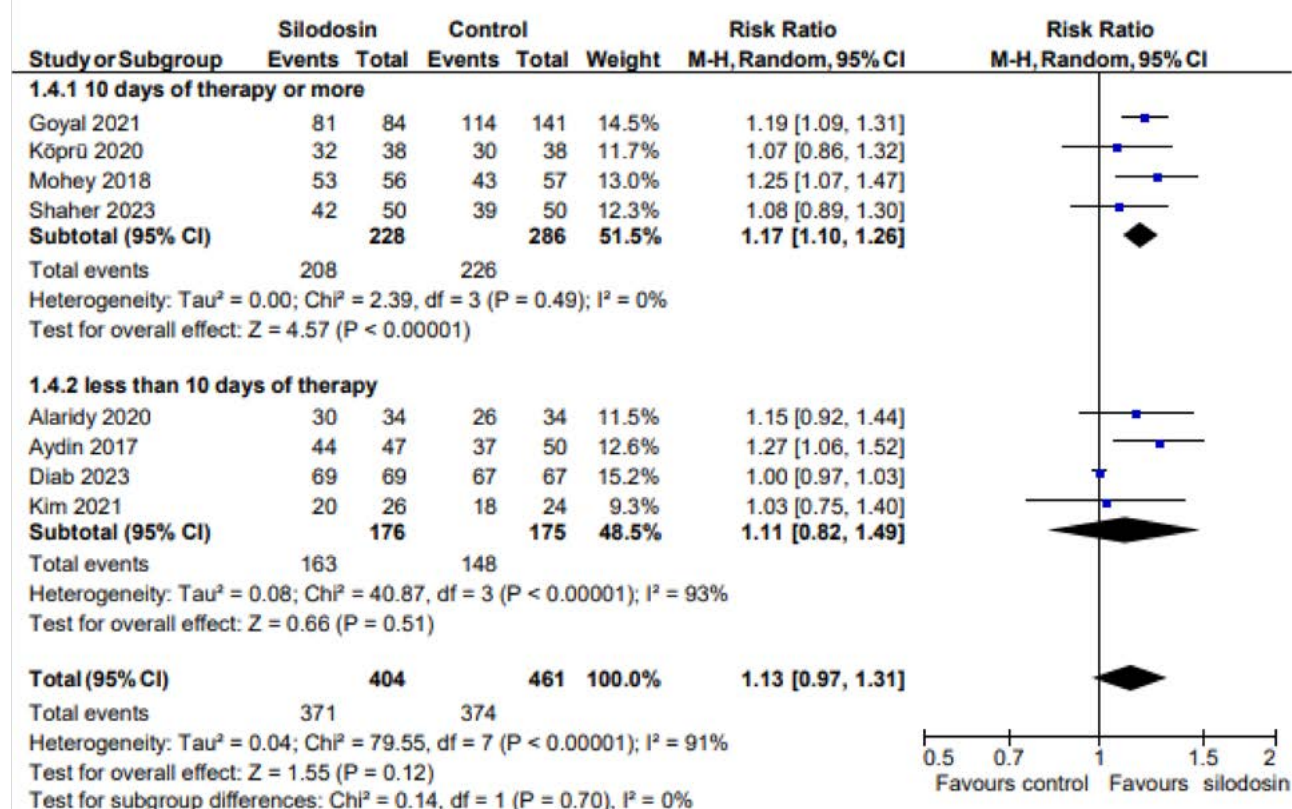 Silodosin Control Risk Ratio Risk Ratio
Study or Subgroup Events Total Events Total Weight M-H, Random, 95% CI M-H, Random, 95% CI
1.4.1 10 days of therapy or more
Goyal 2021 81 84 114 141 14.5% 1.19 [1.09, 1.31]
Köprü 2020 32 38 30 38 11.7% 1.07 [0.86, 1.32]
Mohey 2018 53 56 43 57 13.0% 1.25 [1.07, 1.47]
Shaher 2023 42 50 39 50 12.3% 1.08 [0.89, 1.30]
Subtotal (95% CI) 228 286 51.5% 1.17 [1.10, 1.26]
Total events 208 226
Heterogeneity: Tau² = 0.00; Chi² = 2.39, df = 3 (P = 0.49); I² = 0%
Test for overall effect: Z = 4.57 (P < 0.00001)
1.4.2 less than 10 days of therapy
Alaridy 2020 30 34 26 34 11.5% 1.15 [0.92, 1.44]
Aydin 2017 44 47 37 50 12.6% 1.27 [1.06, 1.52]
Diab 2023 69 69 67 67 15.2% 1.00 [0.97, 1.03]
Kim 2021 20 26 18 24 9.3% 1.03 [0.75, 1.40]
Subtotal (95% CI) 176 175 48.5% 1.11 [0.82, 1.49]
Total events 163 148
Heterogeneity: Tau² = 0.08; Chi² = 40.87, df = 3 (P < 0.00001); I² = 93%
Test for overall effect: Z = 0.66 (P = 0.51)
Total (95% CI) 404 461 100.0% 1.13 [0.97, 1.31]
Total events 371 374
Heterogeneity: Tau² = 0.04; Chi² = 79.55, df = 7 (P < 0.00001); I² = 91%
Test for overall effect: Z = 1.55 (P = 0.12)
Test for subgroup differences: Chi² = 0.14, df = 1 (P = 0.70), I² = 0%
0.5 0.7 1 1.5 2
Favours control Favours silodosin